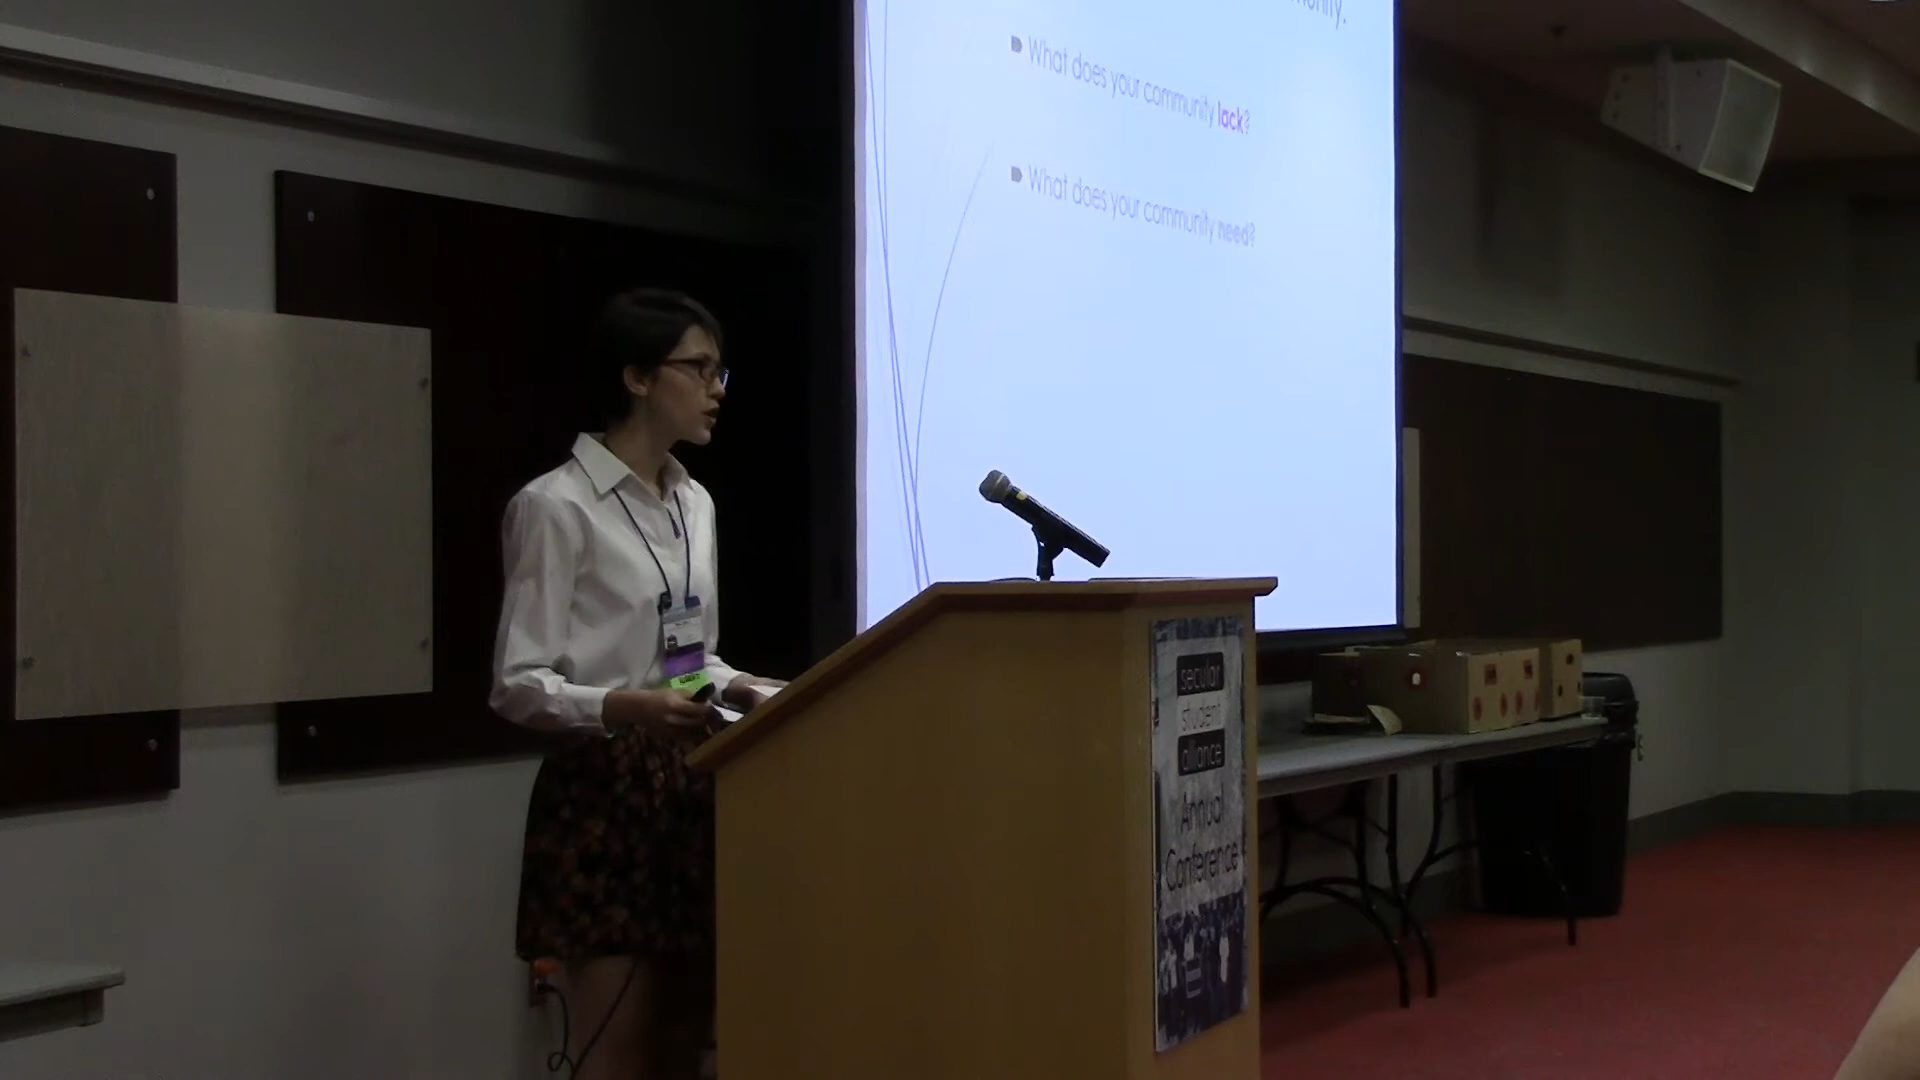 What does your community lack?
What does your community need?
secular
student
alliance
Annual
Conference